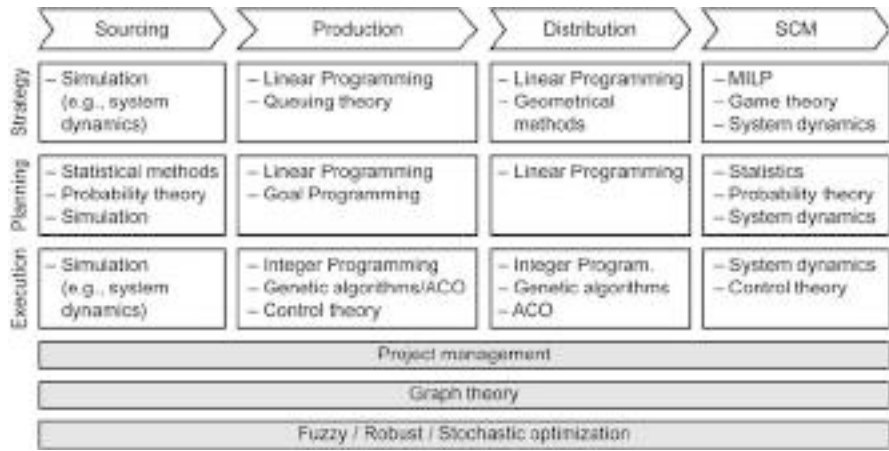 Sourcing
Production
Distribution
SCM
Strategy
– Simulation
(e.g., system
dynamics)
– Linear Programming
– Queuing theory
– Linear Programming
– Geometrical
methods
– MILP
– Game theory
– System dynamics
Planning
– Statistical methods
– Probability theory
– Simulation
– Linear Programming
– Goal Programming
– Linear Programming
– Statistics
– Probability theory
– System dynamics
Execution
– Simulation
(e.g., system
dynamics)
– Integer Programming
– Genetic algorithms/ACO
– Control theory
– Integer Program.
– Genetic algorithms
– ACO
– System dynamics
– Control theory
Project management
Graph theory
Fuzzy / Robust / Stochastic optimization